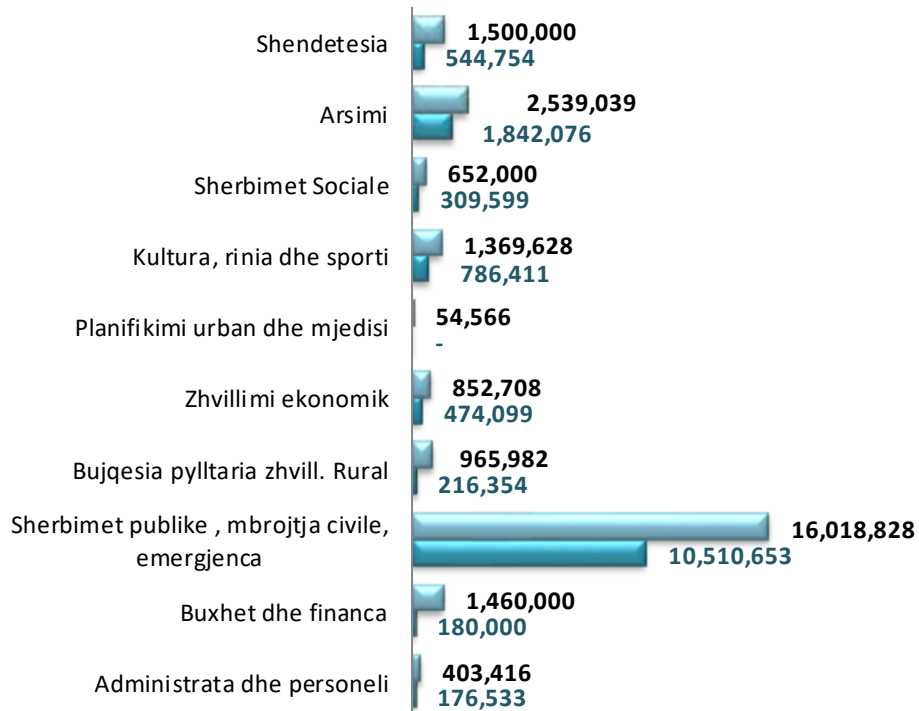 Shendetesia
1,500,000
544,754
Arsimi
2,539,039
1,842,076
Sherbimet Sociale
652,000
309,599
Kultura, rinia dhe sporti
1,369,628
786,411
Planifikimi urban dhe mjedisi
54,566
-
Zhvillimi ekonomik
852,708
474,099
Bujqesia pylltaria zhvill. Rural
965,982
216,354
Sherbimet publike , mbrojtja civile,
emergjenca
16,018,828
10,510,653
Buxhet dhe financa
1,460,000
180,000
Administrata dhe personeli
403,416
176,533